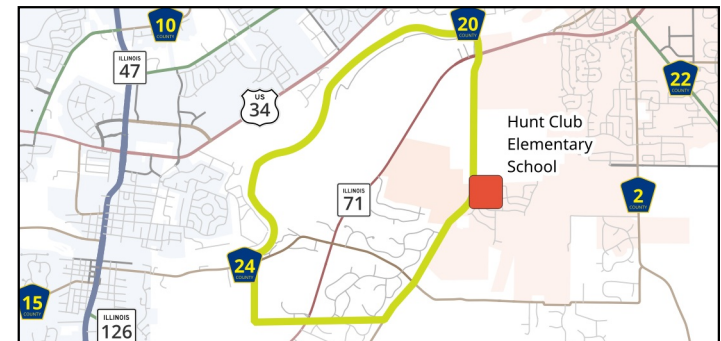 10
COUNTY
20
COUNTY
ILLINOIS
47
22
COUNTY
US
34
Hunt Club
Elementary
School
ILLINOIS
71
2
COUNTY
24
COUNTY
15
COUNTY
ILLINOIS
126